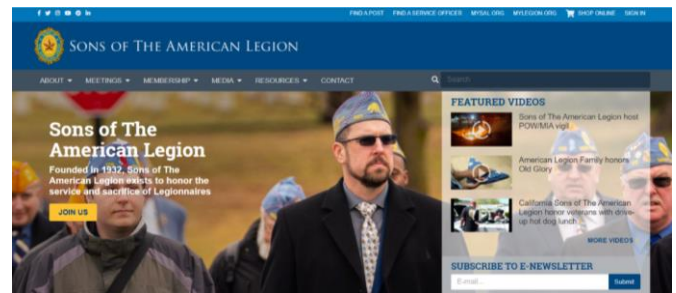 FIND A POST FIND A SERVICE OFFICER MYSAL.ORG MYLEGION.ORG SHOP ONLINE SIGN IN
SONS OF THE AMERICAN LEGION
ABOUT MEETINGS MEMBERSHIP MEDIA RESOURCES CONTACT Search
Sons of The
American Legion
Founded in 1932, Sons of The
American Legion exists to honor the
service and sacrifice of Legionnaires
JOIN US
FEATURED VIDEOS
Sons of The American Legion host
POW/MIA vigil
American Legion Family honors
Old Glory
California Sons of The American
Legion honor veterans with drive-
up hot dog lunch
MORE VIDEOS
SUBSCRIBE TO E-NEWSLETTER
E-mail... Submit